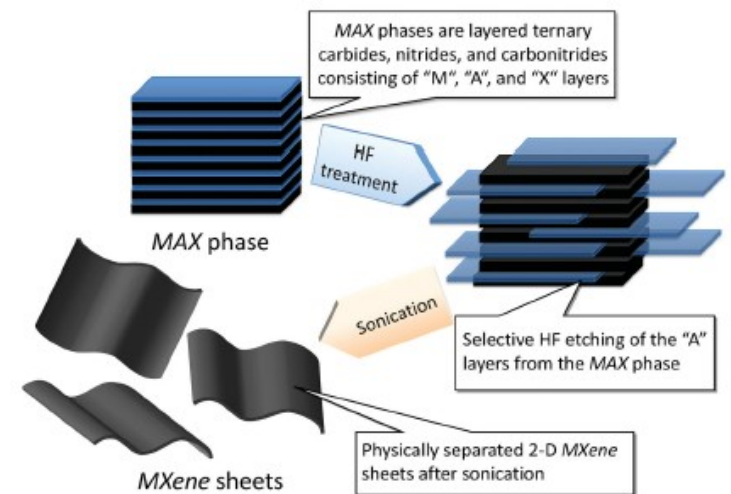 MAX phases are layered ternary
carbides, nitrides, and carbonitrides
consisting of “M“, “A“, and “X“ layers
HF
treatment
MAX phase
Sonication
Selective HF etching of the “A”
layers from the MAX phase
Physically separated 2-D MXene
sheets after sonication
MXene sheets